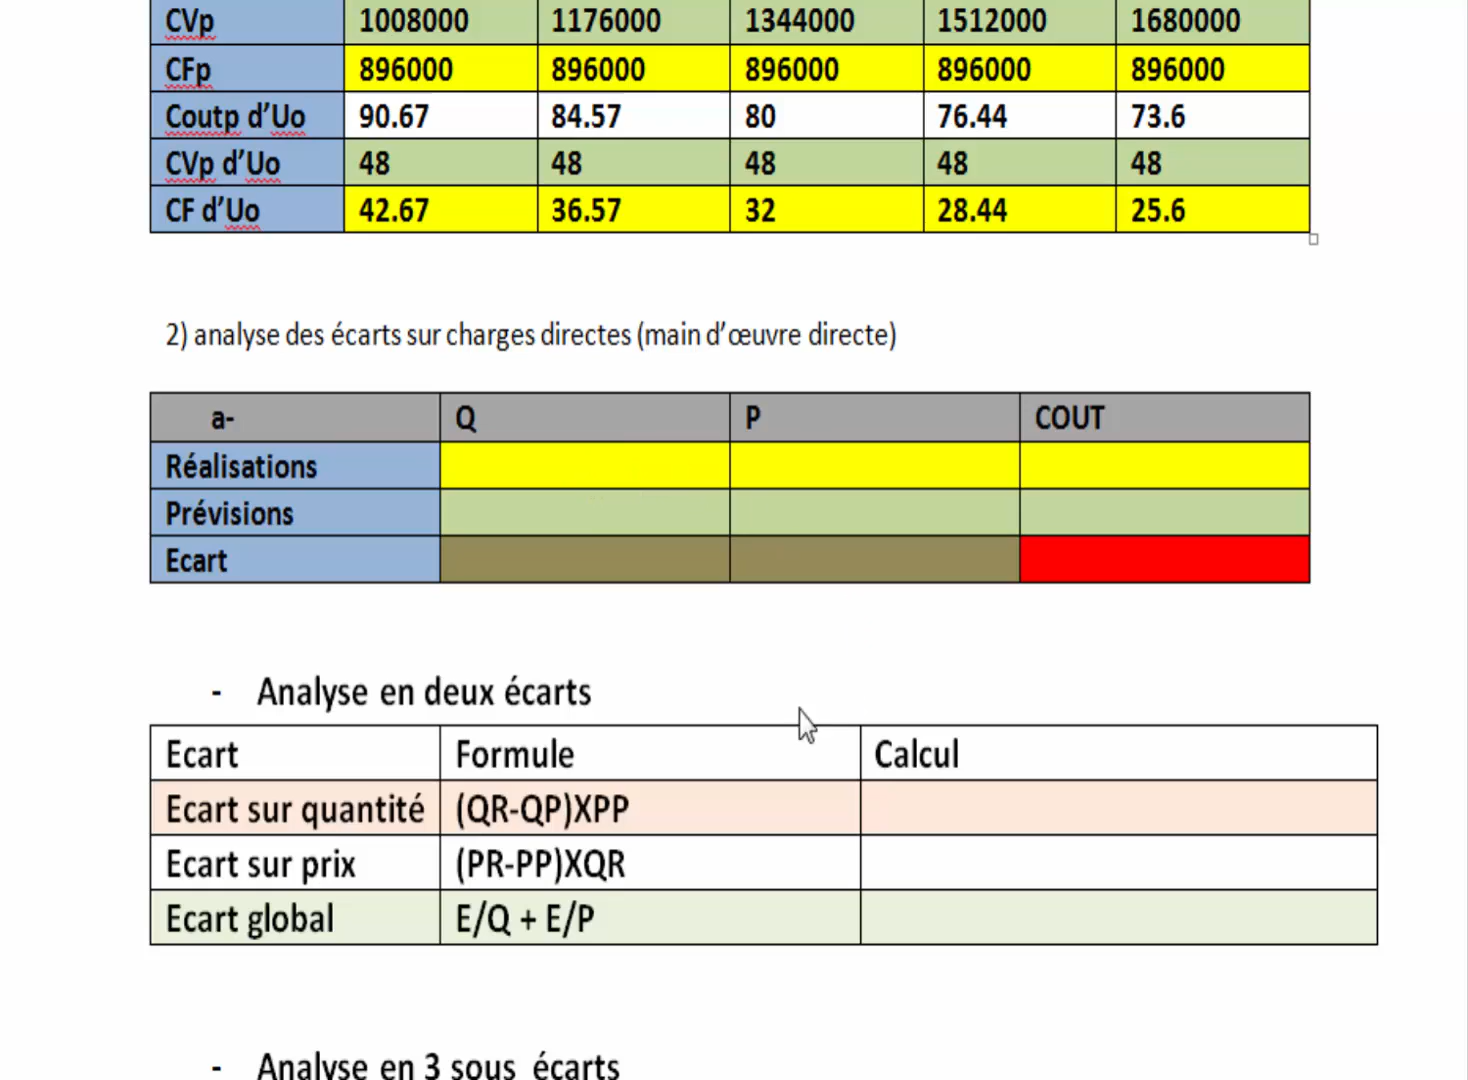 CVp 1008000 1176000 1344000 1512000 1680000
CFp 896000 896000 896000 896000 896000
Coutp d'Uo 90.67 84.57 80 76.44 73.6
CVp d'Uo 48 48 48 48 48
CF d'Uo 42.67 36.57 32 28.44 25.6
2) analyse des écarts sur charges directes (main d'œuvre directe)
a- Q P COUT
Réalisations
Prévisions
Ecart
- Analyse en deux écarts
Ecart Formule Calcul
Ecart sur quantité (QR-QP)XPP
Ecart sur prix (PR-PP)XQR
Ecart global E/Q + E/P
- Analyse en 3 sous écarts